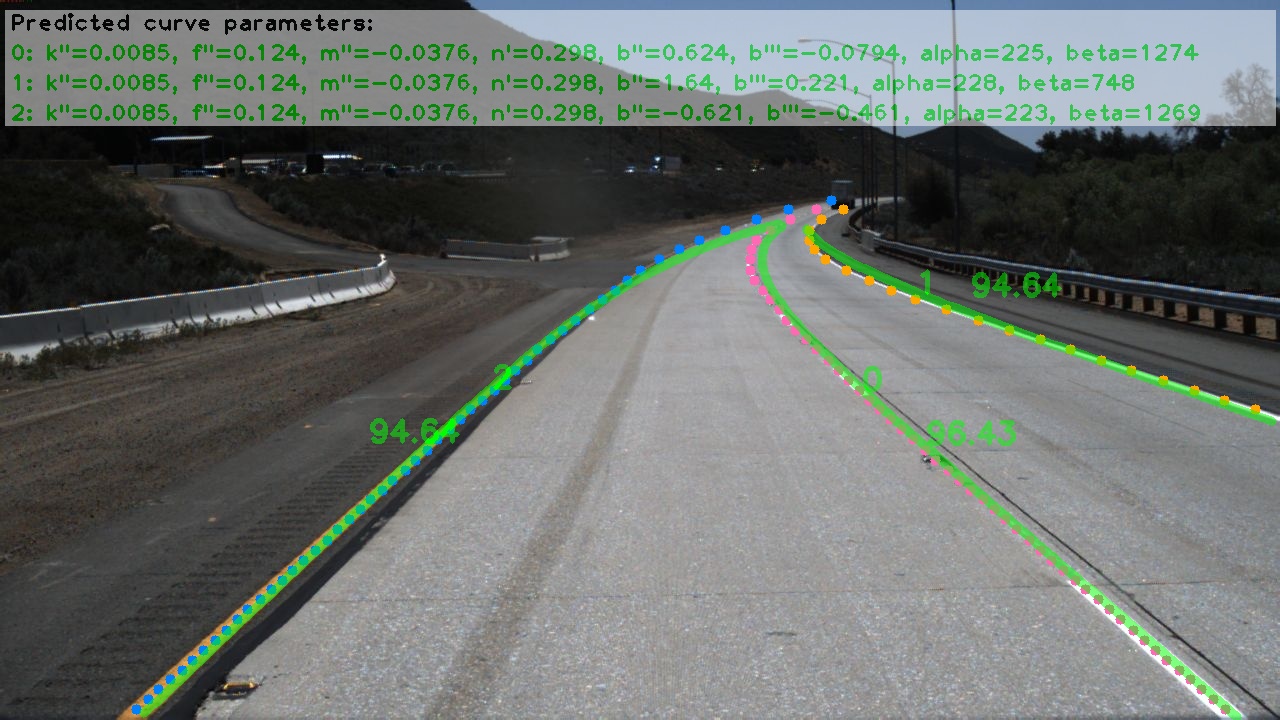 Predicted curve parameters:
0: k''=0.0085, f''=0.124, m''=-0.0376, n'=0.298, b''=0.624, b'''=-0.0794, alpha=225, beta=1274
1: k''=0.0085, f''=0.124, m''=-0.0376, n'=0.298, b''=1.64, b'''=0.221, alpha=228, beta=748
2: k''=0.0085, f''=0.124, m''=-0.0376, n'=0.298, b''=-0.621, b'''=-0.461, alpha=223, beta=1269
1 94.64
2
0
94.64
96.43